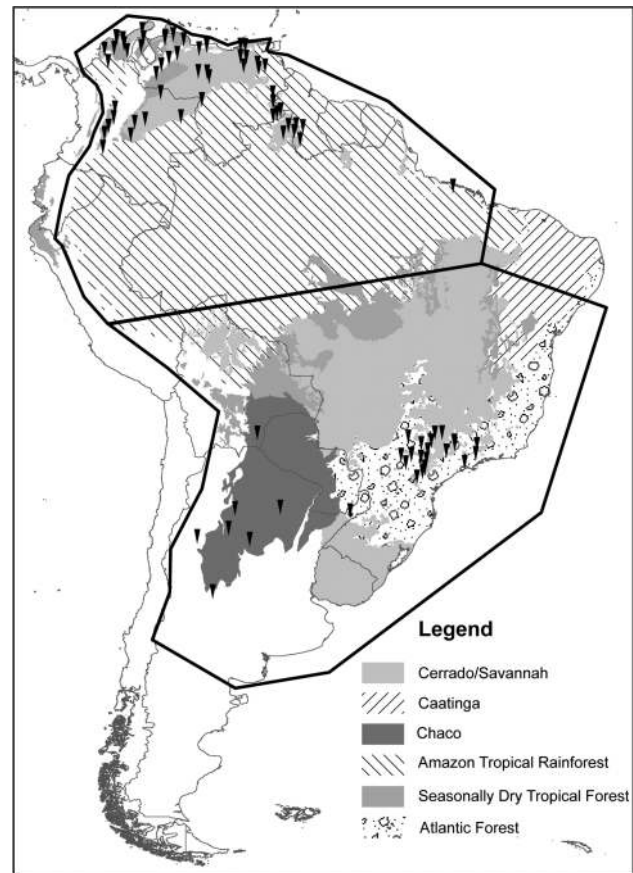 Legend
Cerrado/Savannah
Caatinga
Chaco
Amazon Tropical Rainforest
Seasonally Dry Tropical Forest
Atlantic Forest